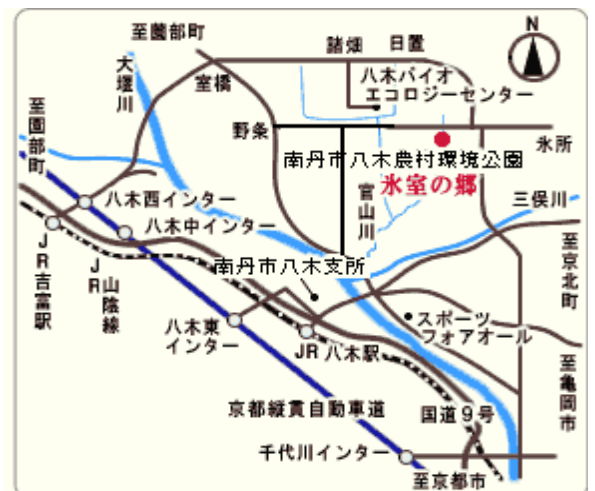 至薗部町
諸畑
日置
N
大堰川
室橋
八木バイオ
エコロジーセンター
至園部町
野条
氷所
南丹市八木農村環境公園
氷室の郷
官山川
三俣川
八木西インター
八木中インター
至京北町
JR吉富駅
JR山陰線
南丹市八木支所
八木東
インター
JR 八木駅
スポーツ
フォアオール
至亀岡市
京都縦貫自動車道
国道9号
千代川インター
至京都市